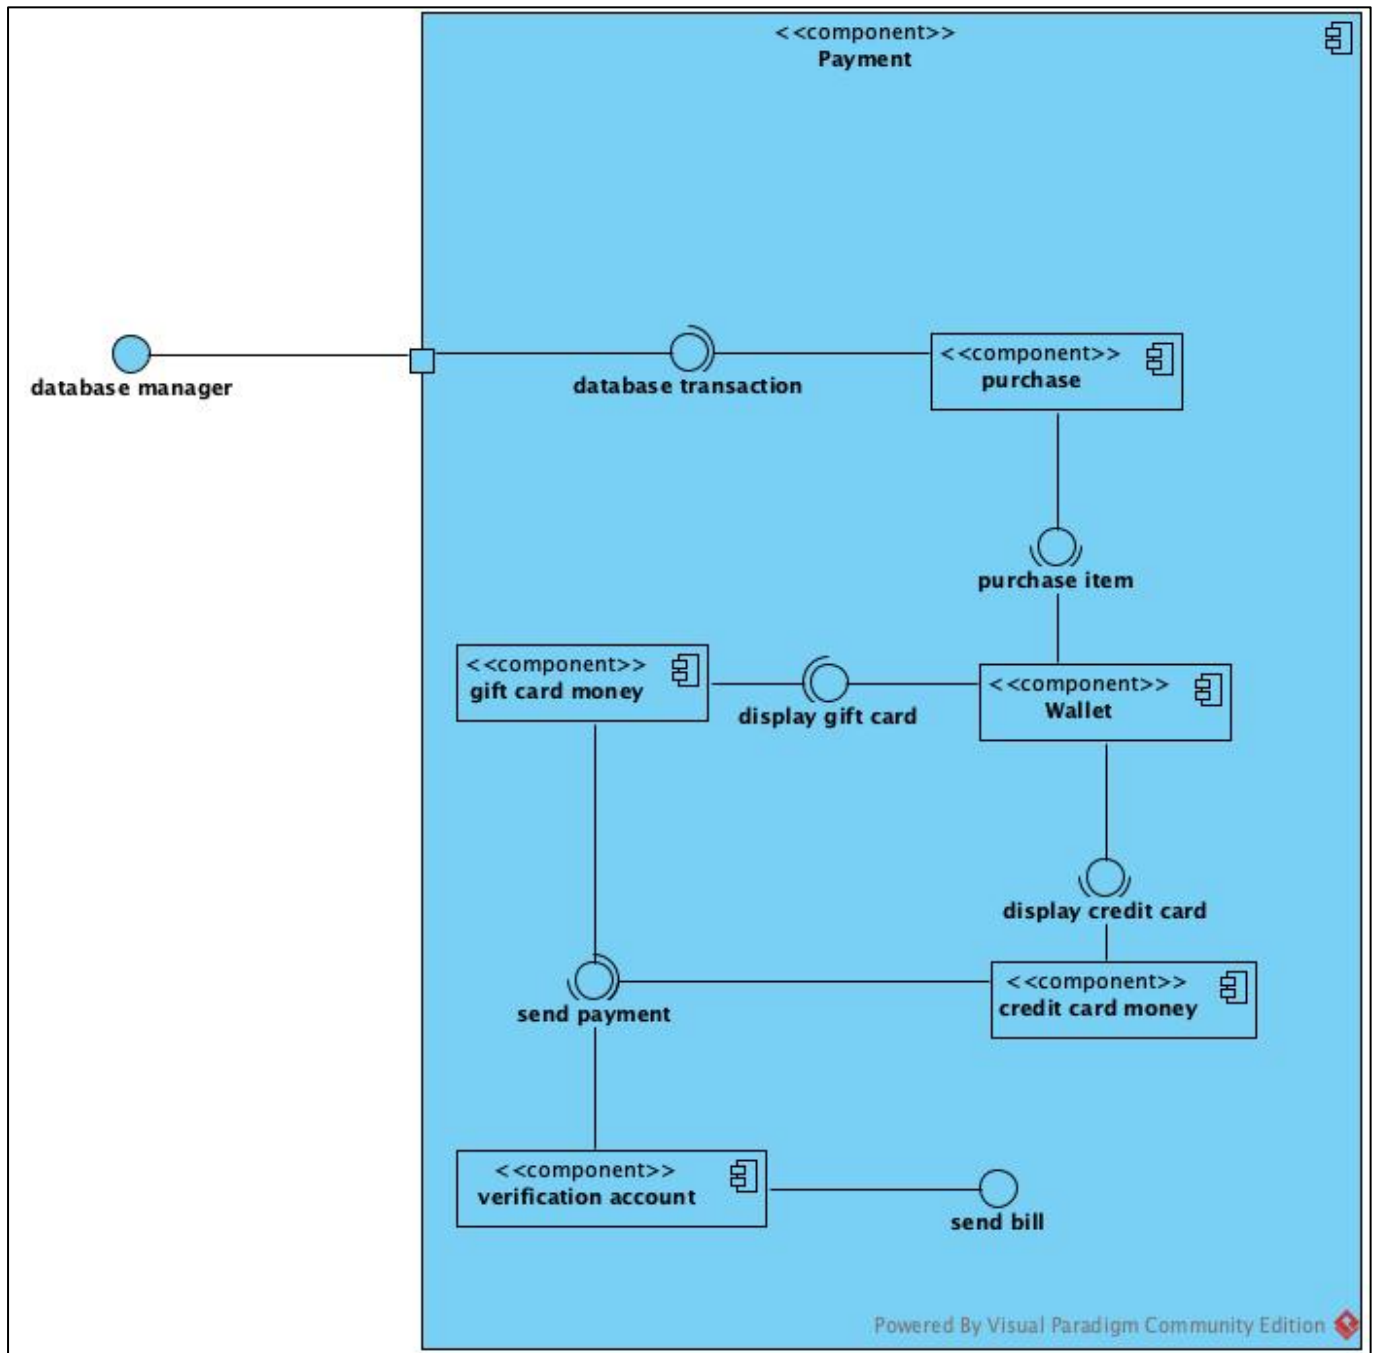 <<component>>
Payment
database manager
database transaction
<<component>>
purchase
purchase item
<<component>>
gift card money
display gift card
<<component>>
Wallet
display credit card
send payment
<<component>>
credit card money
<<component>>
verification account
send bill
Powered By Visual Paradigm Community Edition